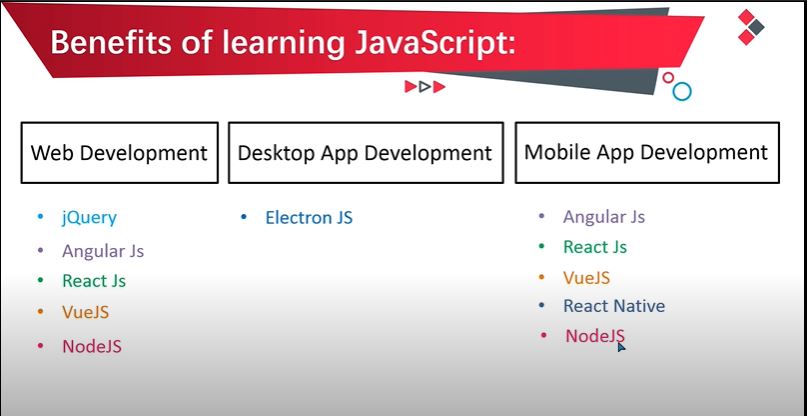 Benefits of learning JavaScript:
Web Development
jQuery
Angular Js
React Js
VueJS
NodeJS
Desktop App Development
Electron JS
Mobile App Development
Angular Js
React Js
VueJS
React Native
NodeJS